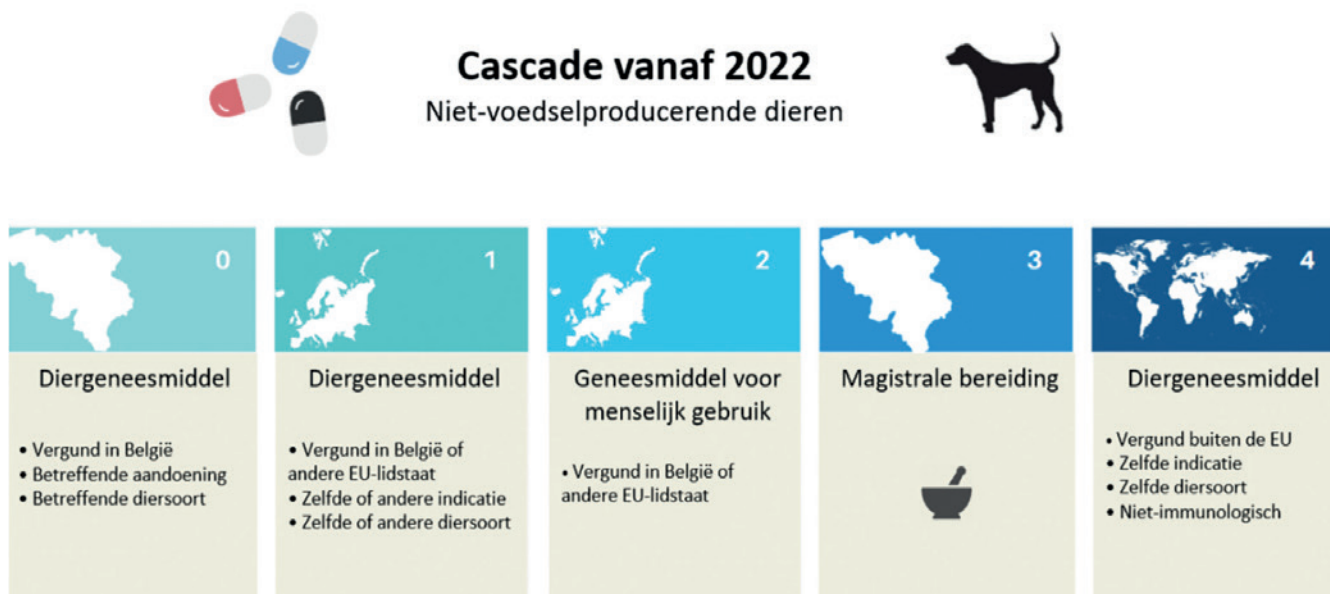 Cascade vanaf 2022
Niet-voedselproducerende dieren
0
Diergeneesmiddel
• Vergund in België
• Betreffende aandoening
• Betreffende diersoort
1
Diergeneesmiddel
• Vergund in België of
andere EU-lidstaat
• Zelfde of andere indicatie
• Zelfde of andere diersoort
2
Geneesmiddel voor
menselijk gebruik
• Vergund in België of
andere EU-lidstaat
3
Magistrale bereiding
4
Diergeneesmiddel
• Vergund buiten de EU
• Zelfde indicatie
• Zelfde diersoort
• Niet-immunologisch